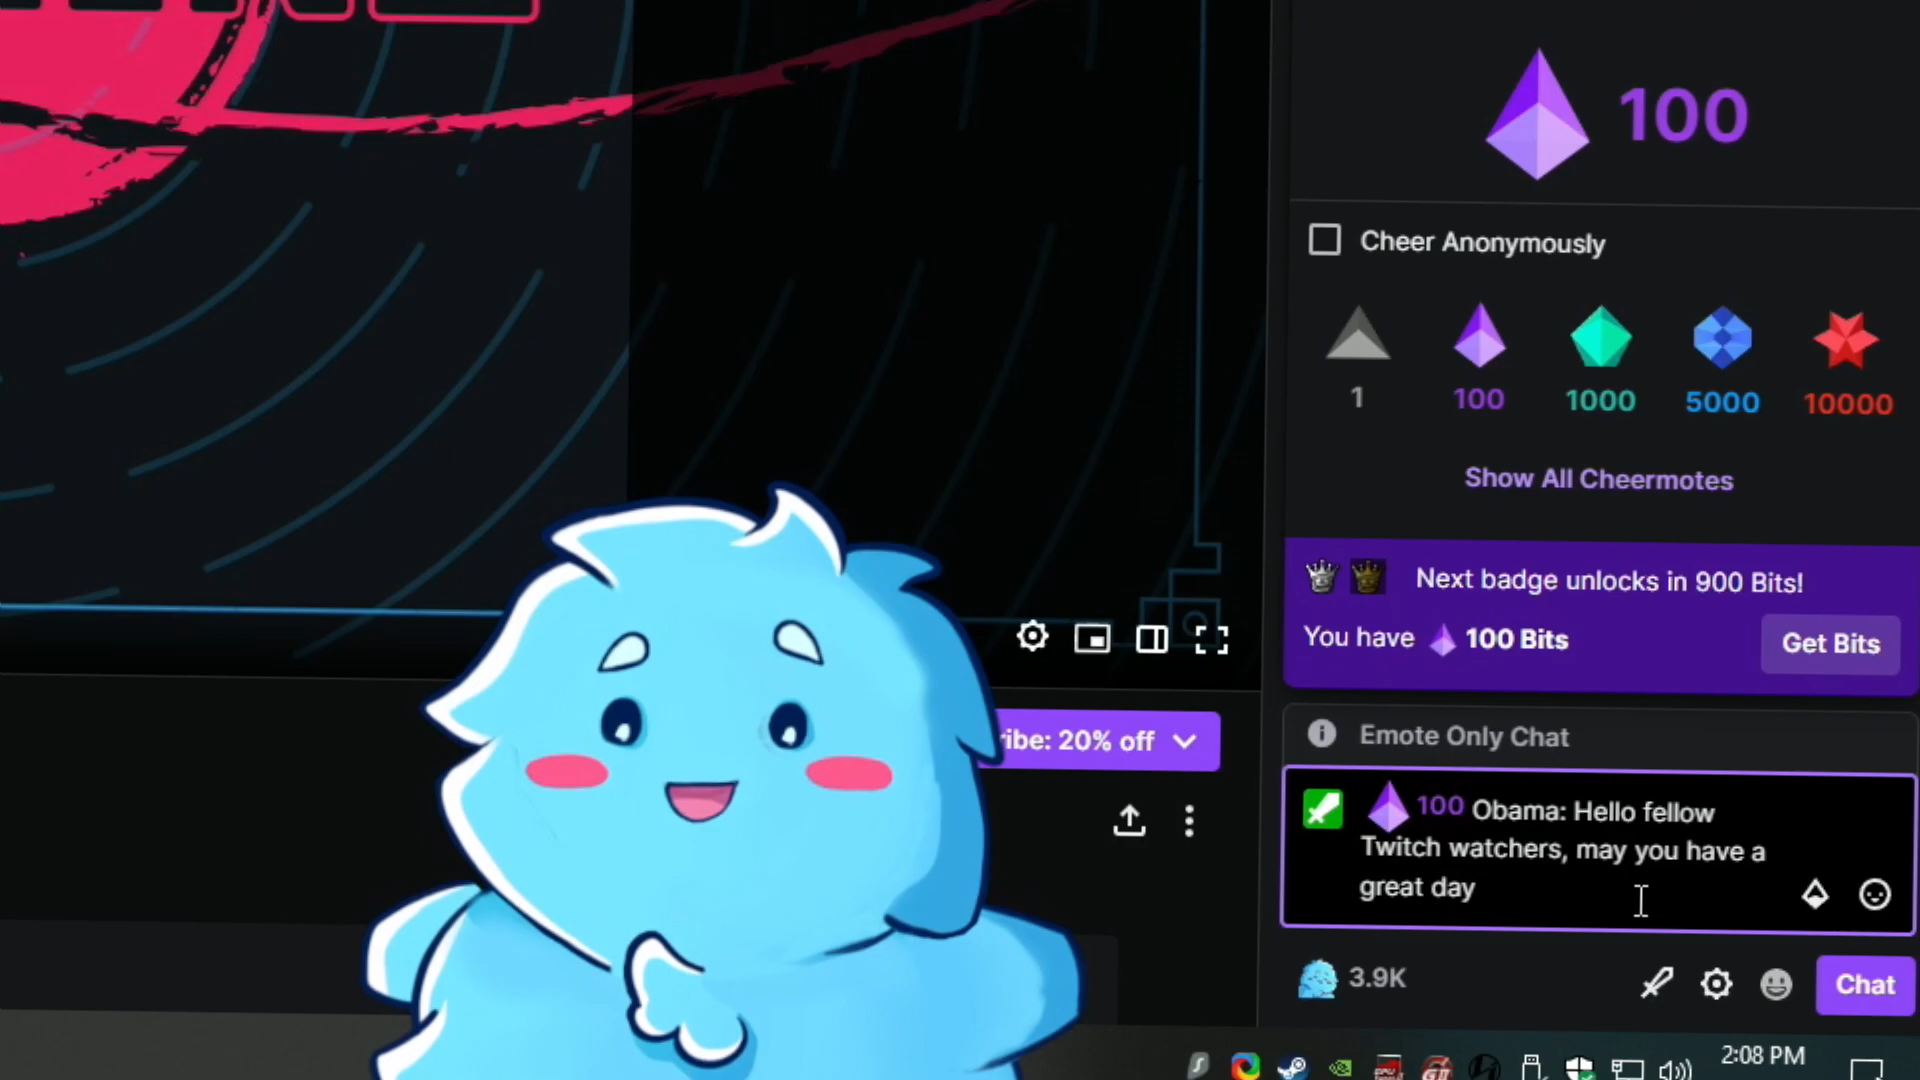 100
Cheer Anonymously
1
100
1000
5000
10000
Show All Cheermotes
Next badge unlocks in 900 Bits!
You have 100 Bits
Get Bits
ribe: 20% off
Emote Only Chat
100 Obama: Hello fellow
Twitch watchers, may you have a
great day
3.9K
Chat
2:08 PM